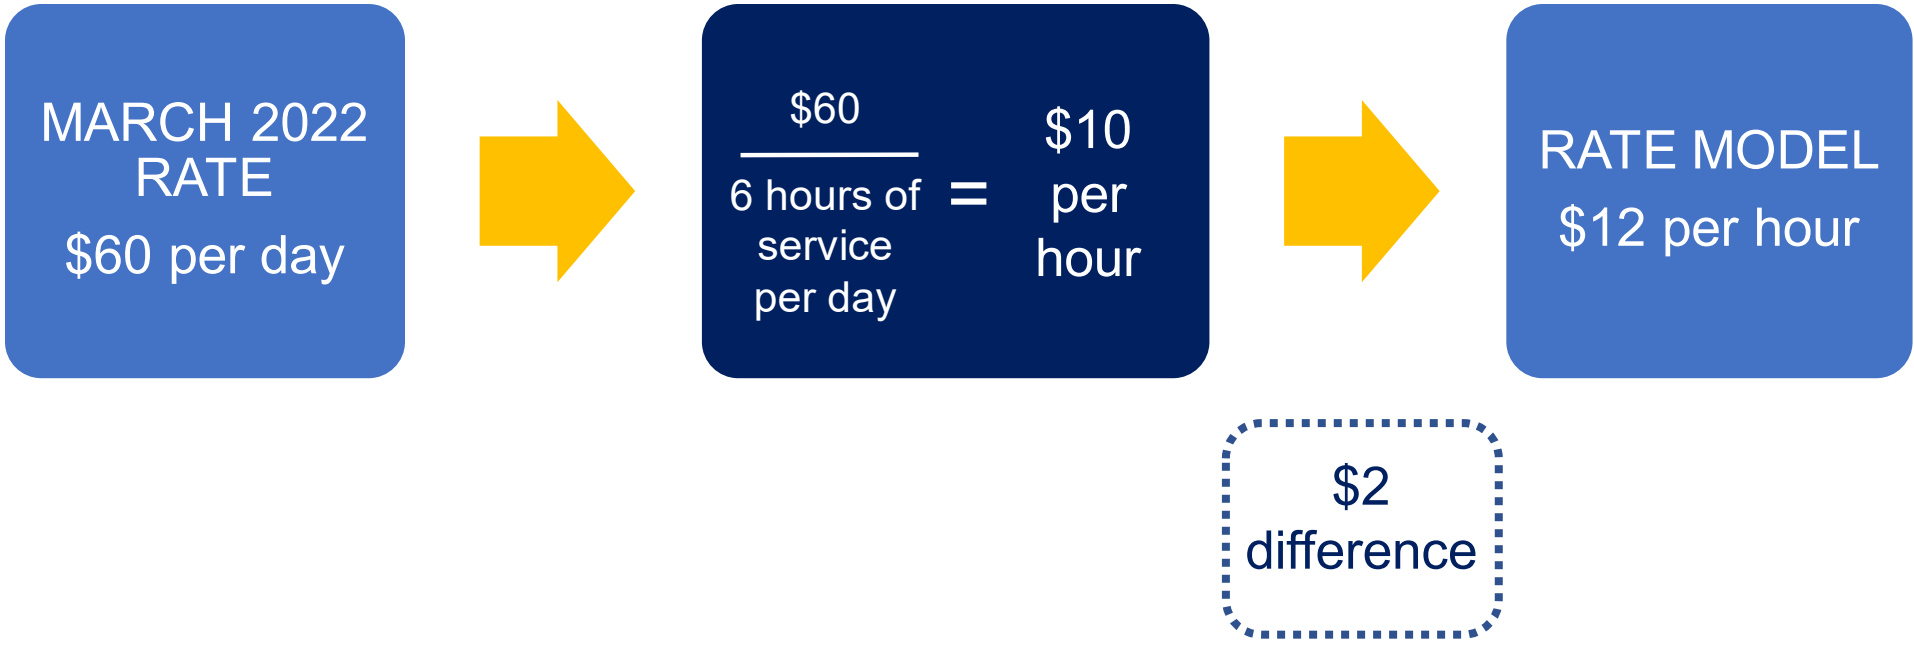 MARCH 2022
RATE
$60 per day
$60
6 hours of
service
per day
=
$10
per
hour
RATE MODEL
$12 per hour
$2
difference